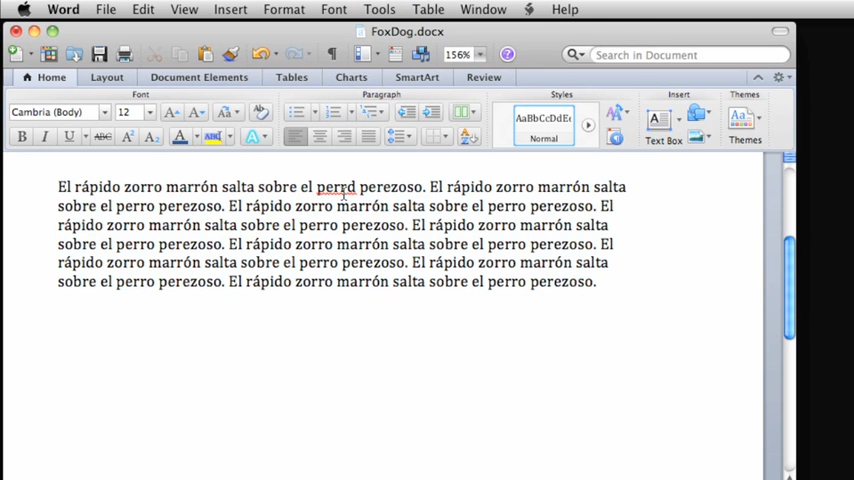 Word File Edit View Insert Format Font Tools Table Window Help
FoxDog.docx
156% Search in Document
Home Layout Document Elements Tables Charts SmartArt Review
Font Paragraph Styles Insert Themes
Cambria (Body) 12 A A Aa AaBbCcDdEe A Aa
B I U ABC A² A₂ A ABC A Normal Text Box Themes
El rápido zorro marrón salta sobre el perrd perezoso. El rápido zorro marrón salta
sobre el perro perezoso. El rápido zorro marrón salta sobre el perro perezoso. El
rápido zorro marrón salta sobre el perro perezoso. El rápido zorro marrón salta
sobre el perro perezoso. El rápido zorro marrón salta sobre el perro perezoso. El
rápido zorro marrón salta sobre el perro perezoso. El rápido zorro marrón salta
sobre el perro perezoso. El rápido zorro marrón salta sobre el perro perezoso.